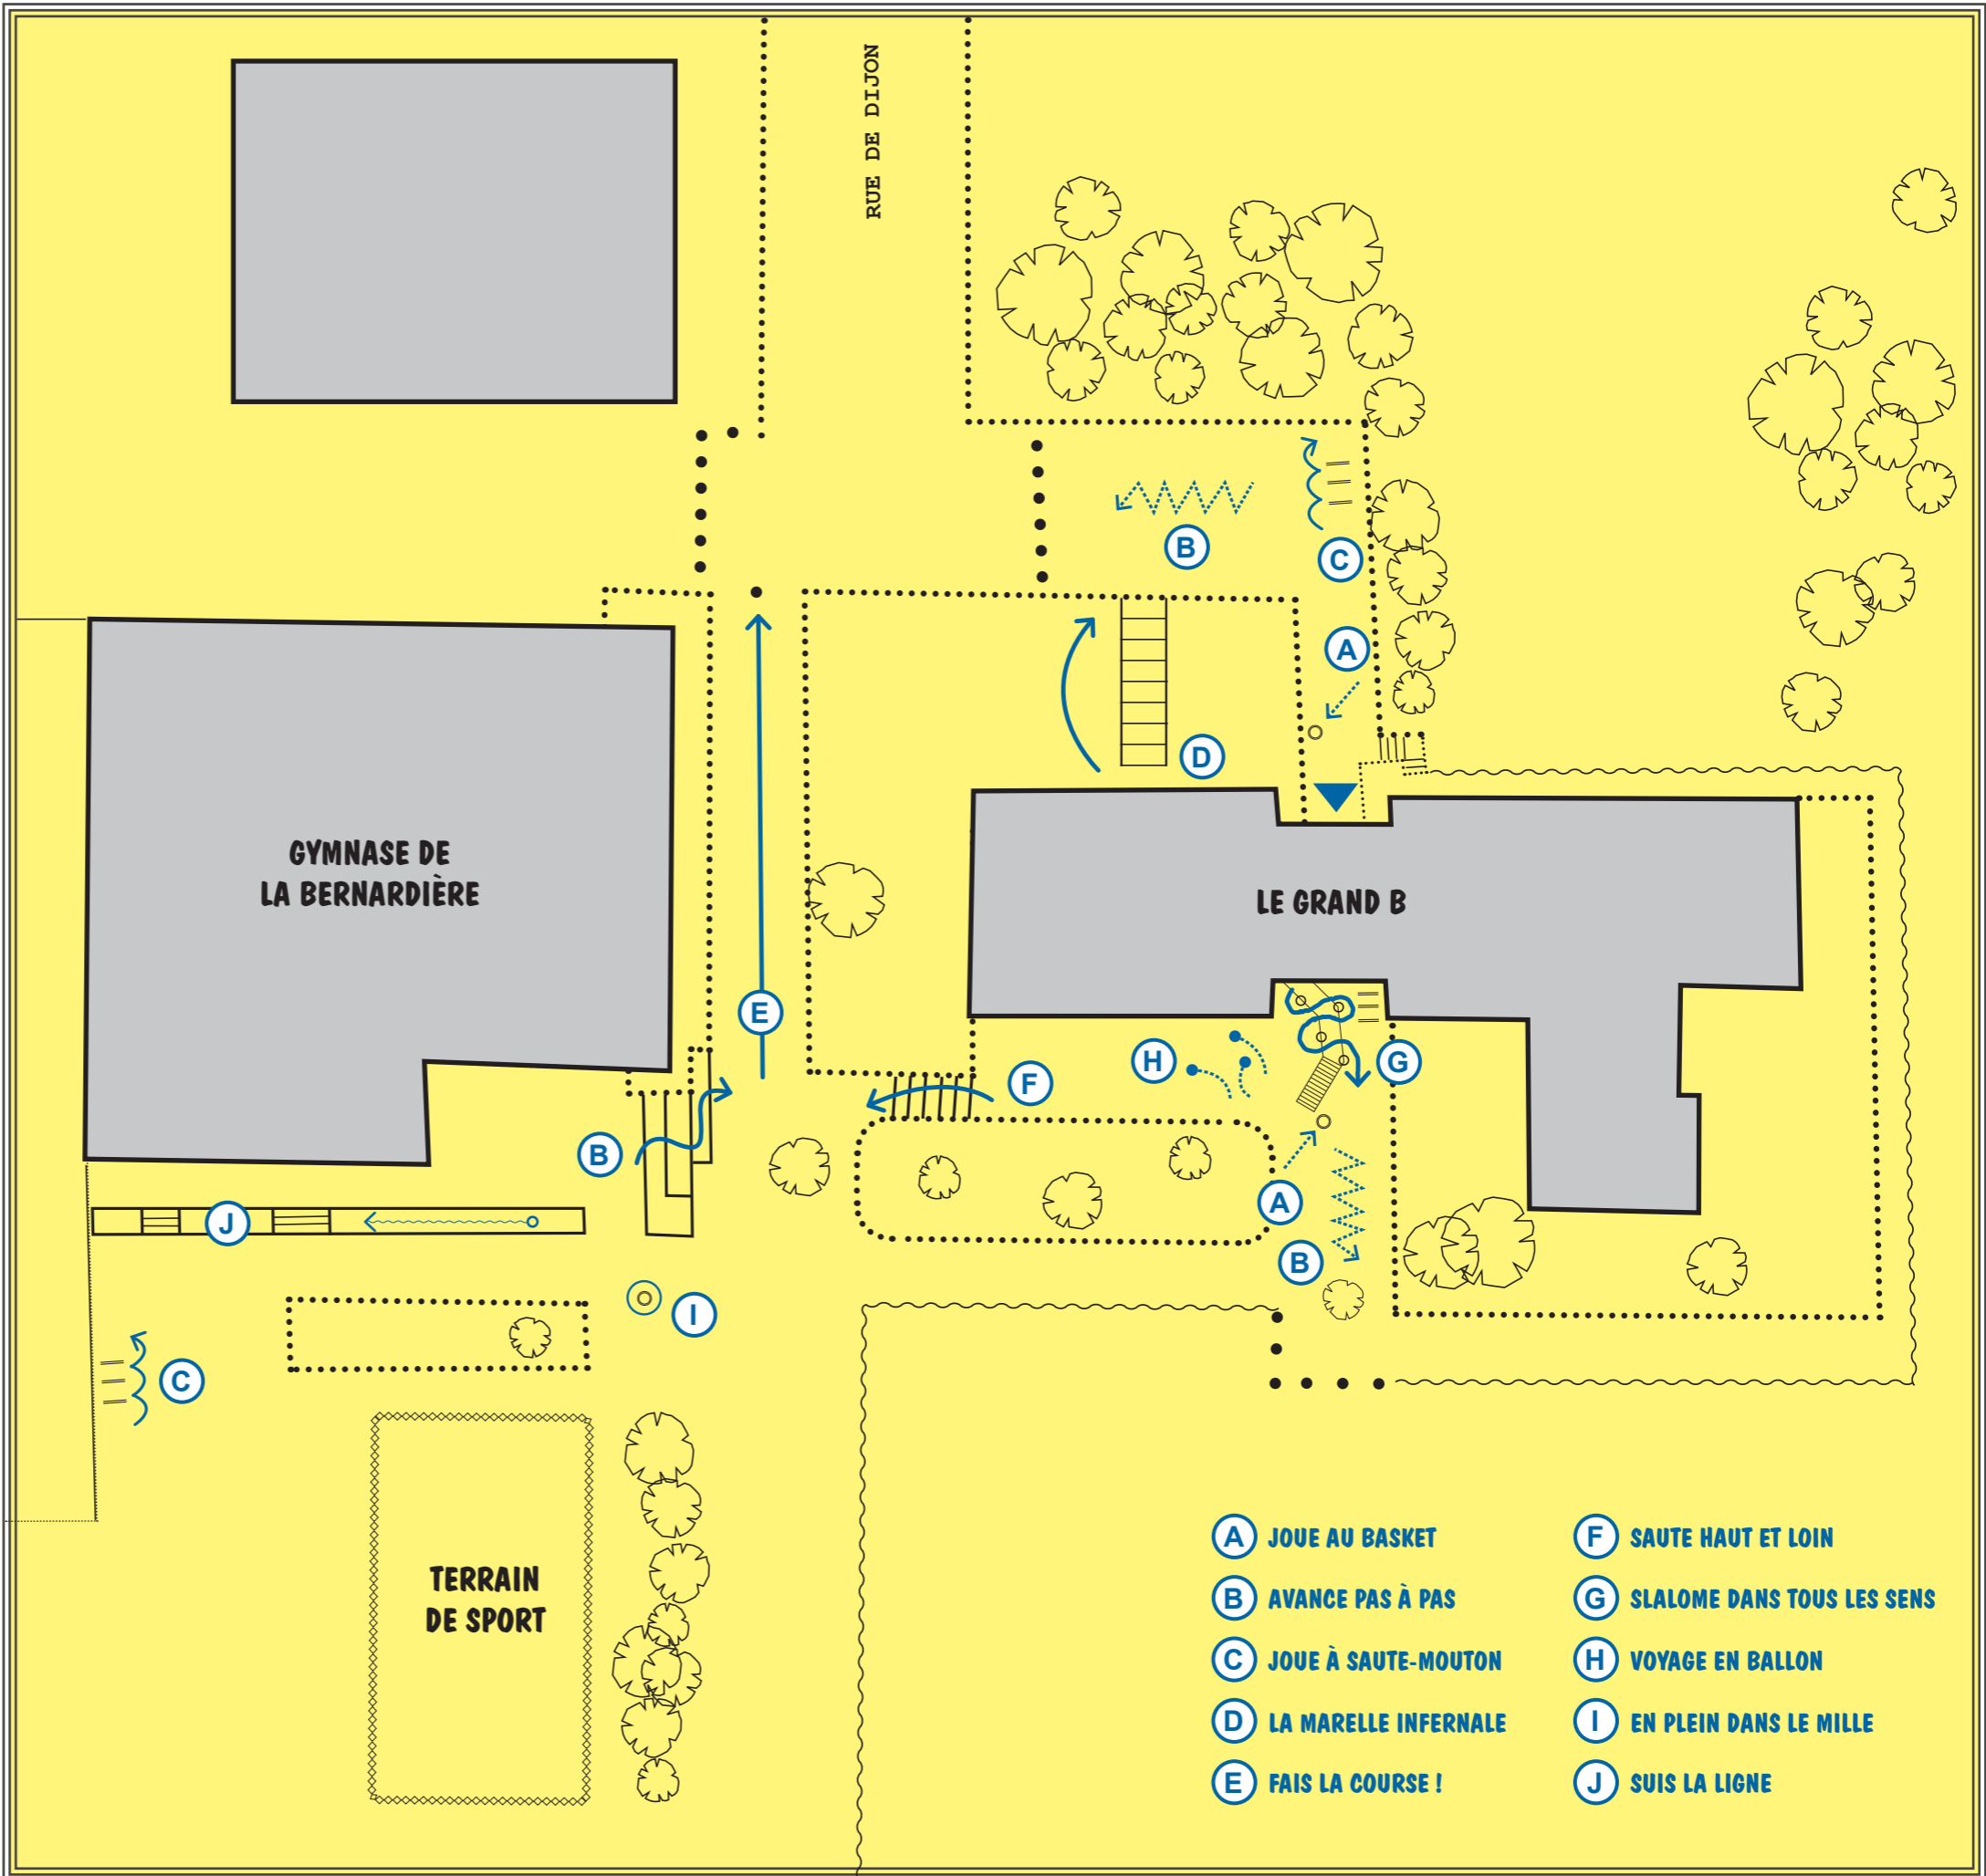 RUE DE DIJON
B
C
A
D
GYMNASE DE
LA BERNARDIÈRE
LE GRAND B
E
H
F
G
B
J
A
B
I
C
TERRAIN
DE SPORT
A JOUE AU BASKET
B AVANCE PAS À PAS
C JOUE À SAUTE-MOUTON
D LA MARELLE INFERNALE
E FAIS LA COURSE !
F SAUTE HAUT ET LOIN
G SLALOME DANS TOUS LES SENS
H VOYAGE EN BALLON
I EN PLEIN DANS LE MILLE
J SUIS LA LIGNE